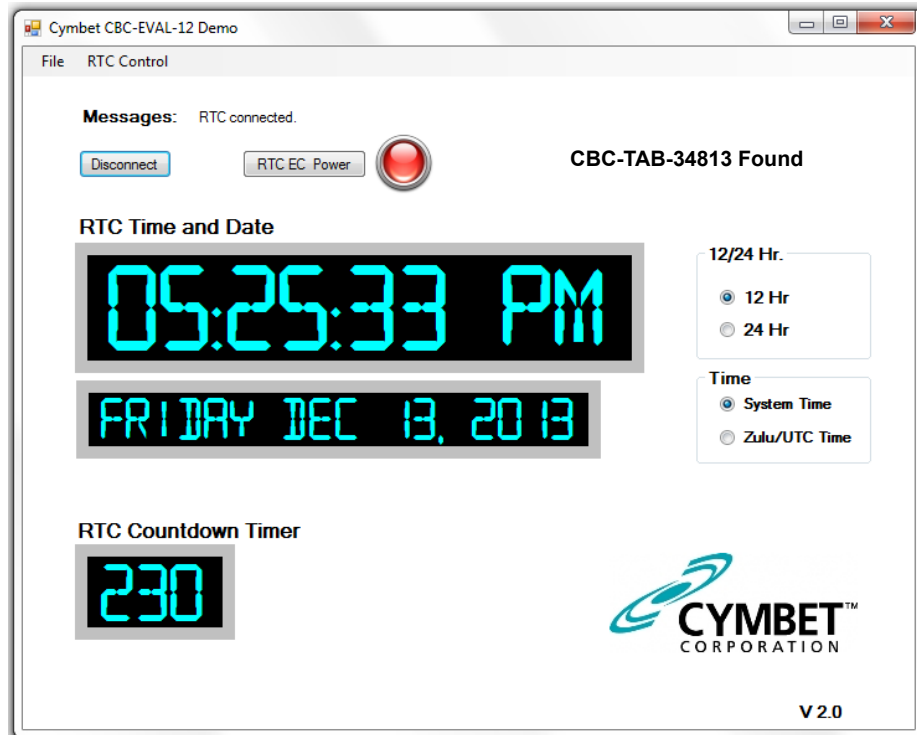 Cymbet CBC-EVAL-12 Demo
File RTC Control
Messages: RTC connected.
Disconnect RTC EC Power CBC-TAB-34813 Found
RTC Time and Date
05:25:33 PM
12/24 Hr.
12 Hr
24 Hr
FRIDAY DEC 13, 2013
Time
System Time
Zulu/UTC Time
RTC Countdown Timer
230
CYMBET™
CORPORATION
V 2.0